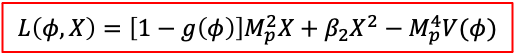 L(ϕ, X) = [1 − g(ϕ)]M_p^2 X + β_2 X^2 − M_p^4 V(ϕ)